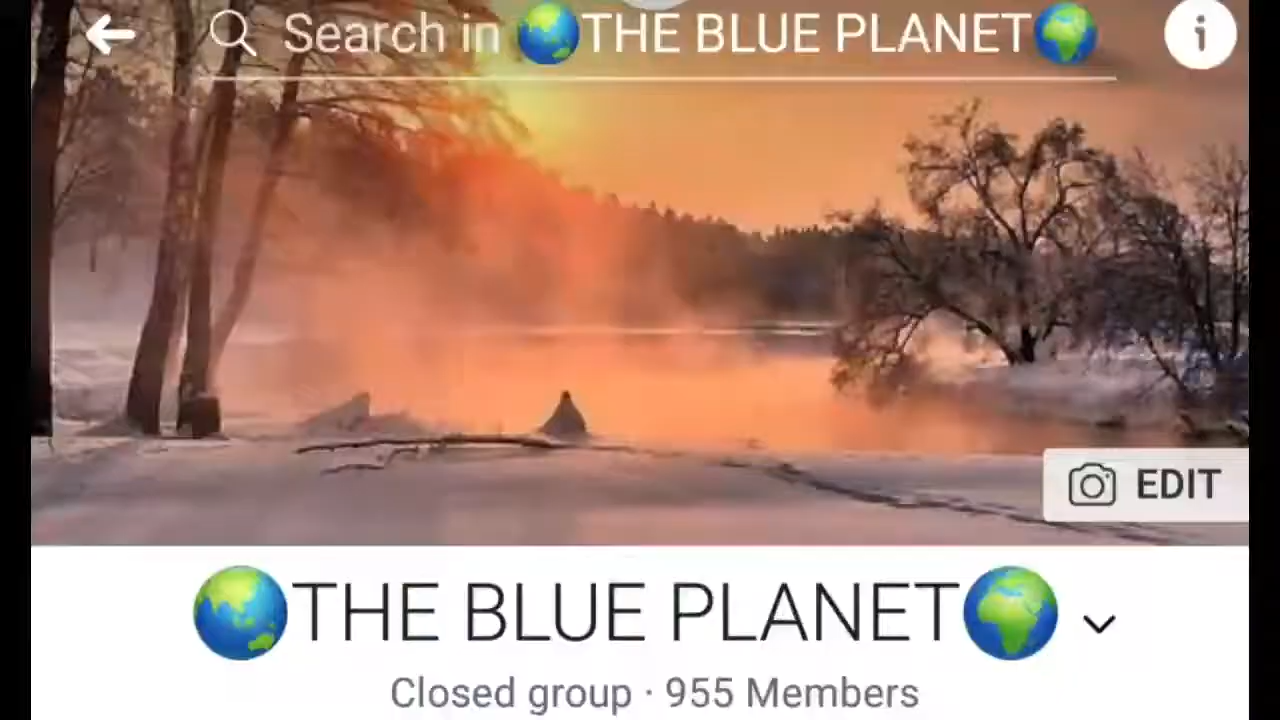 Search in 🌏THE BLUE PLANET🌍
EDIT
🌏THE BLUE PLANET🌍
Closed group · 955 Members